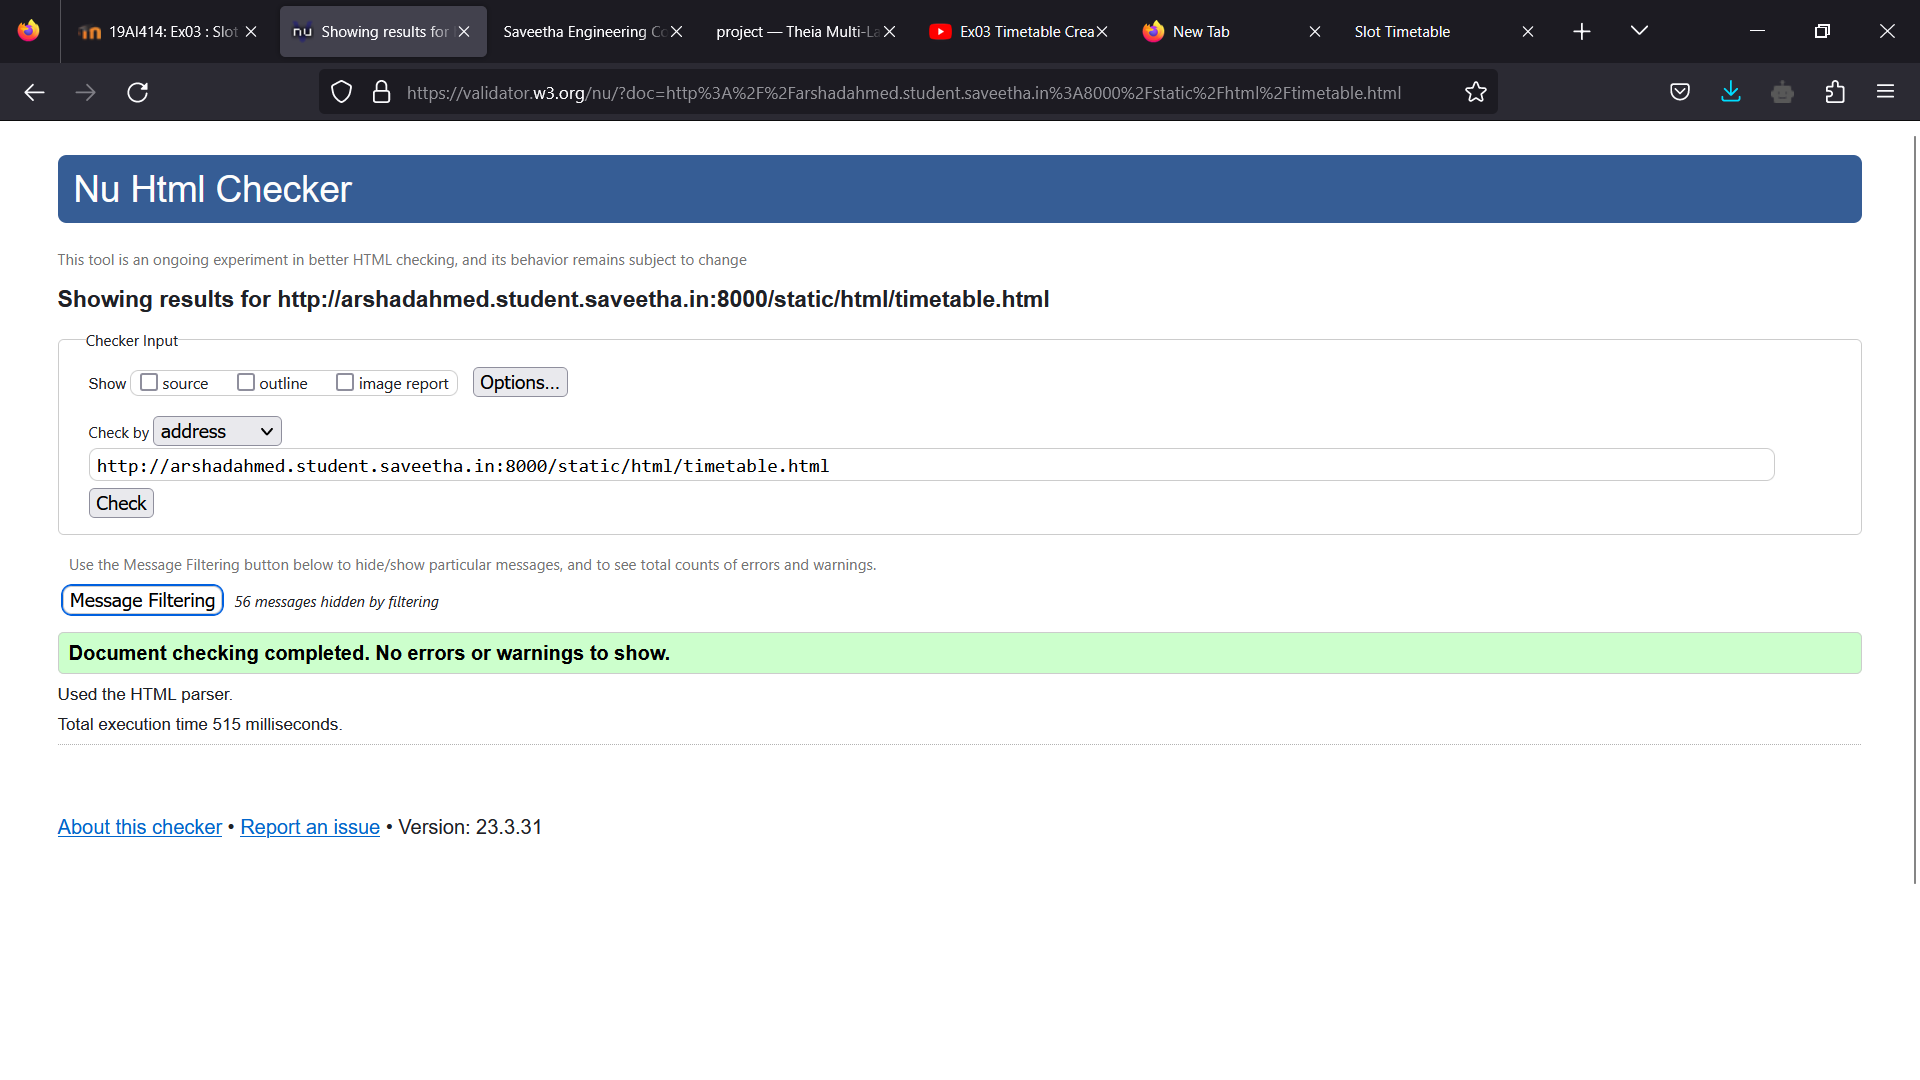 19AI414: Ex03 : Slot
Showing results for
Saveetha Engineering Co
project — Theia Multi-La
Ex03 Timetable Crea
New Tab
Slot Timetable
https://validator.w3.org/nu/?doc=http%3A%2F%2Farshadahmed.student.saveetha.in%3A8000%2Fstatic%2Fhtml%2Ftimetable.html
Nu Html Checker
This tool is an ongoing experiment in better HTML checking, and its behavior remains subject to change
Showing results for http://arshadahmed.student.saveetha.in:8000/static/html/timetable.html
Checker Input
Show source outline image report Options...
Check by address
http://arshadahmed.student.saveetha.in:8000/static/html/timetable.html
Check
Use the Message Filtering button below to hide/show particular messages, and to see total counts of errors and warnings.
Message Filtering 56 messages hidden by filtering
Document checking completed. No errors or warnings to show.
Used the HTML parser.
Total execution time 515 milliseconds.
About this checker • Report an issue • Version: 23.3.31